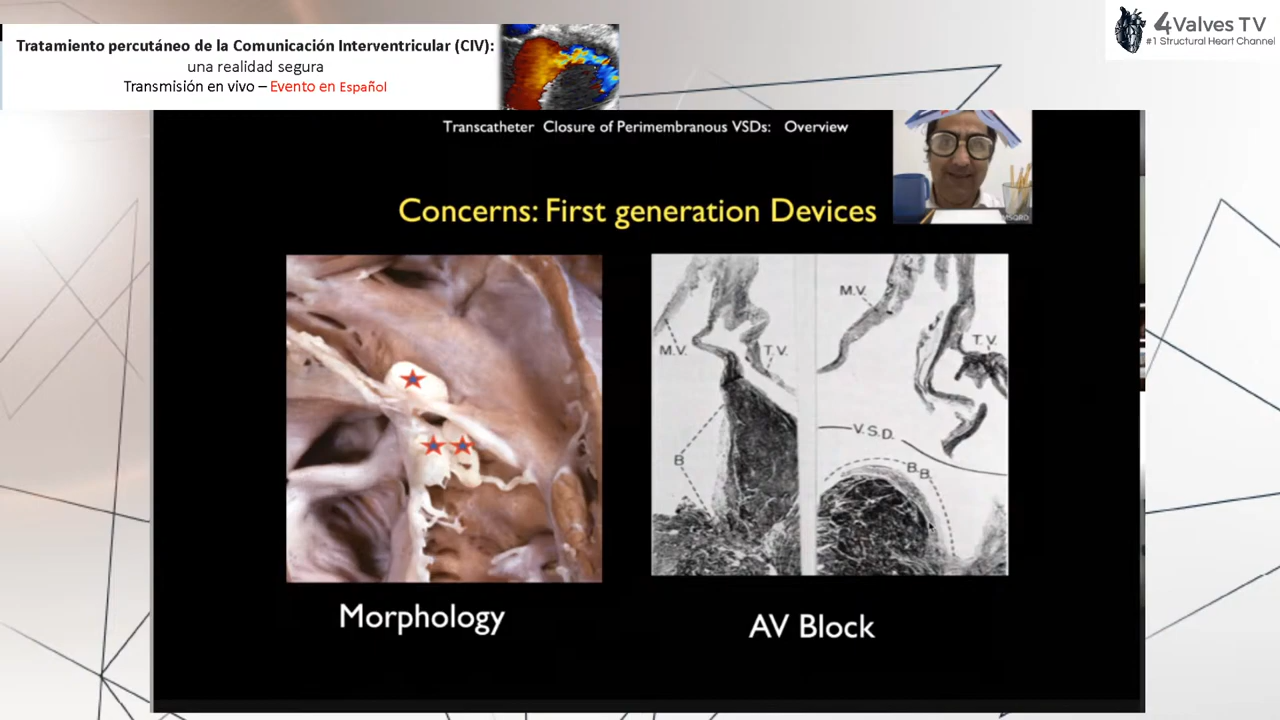 Tratamiento percutáneo de la Comunicación Interventricular (CIV):
una realidad segura
Transmisión en vivo – Evento en Español
4Valves TV
#1 Structural Heart Channel
Transcatheter Closure of Perimembranous VSDs: Overview
Concerns: First generation Devices
M.V.
T.V.
B
M.V.
T.V.
V.S.D.
B.B.
Morphology
AV Block